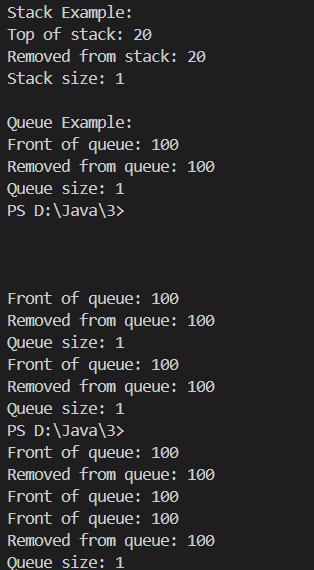 Stack Example:
Top of stack: 20
Removed from stack: 20
Stack size: 1
Queue Example:
Front of queue: 100
Removed from queue: 100
Queue size: 1
PS D:\Java\3>
Front of queue: 100
Removed from queue: 100
Queue size: 1
Front of queue: 100
Removed from queue: 100
Queue size: 1
PS D:\Java\3>
Front of queue: 100
Removed from queue: 100
Front of queue: 100
Front of queue: 100
Removed from queue: 100
Queue size: 1